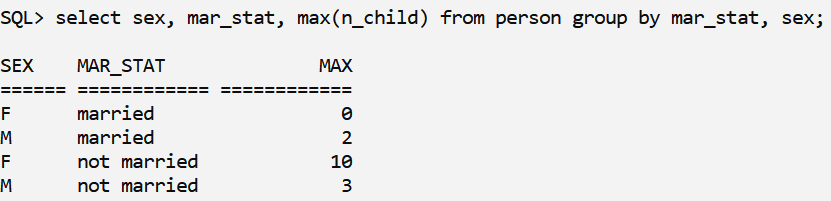 SQL> select sex, mar_stat, max(n_child) from person group by mar_stat, sex;
SEX MAR_STAT MAX
====== ============ ============
F married 0
M married 2
F not married 10
M not married 3